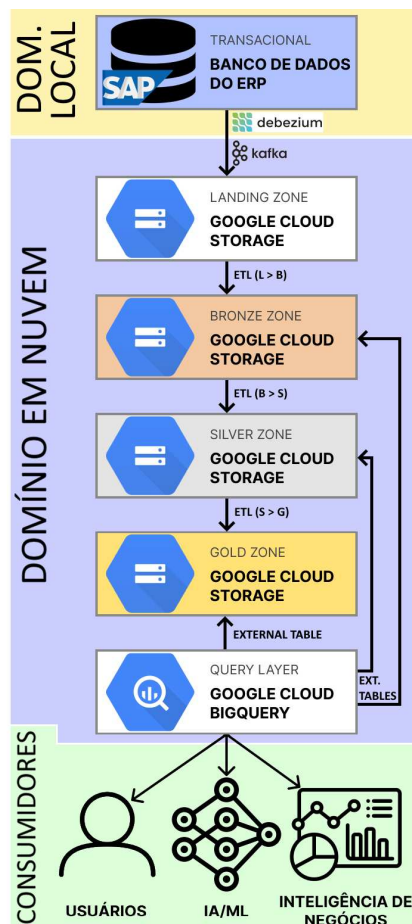 DOM.
LOCAL
TRANSACIONAL
BANCO DE DADOS
DO ERP
SAP
debezium
kafka
DOMÍNIO EM NUVEM
LANDING ZONE
GOOGLE CLOUD
STORAGE
ETL (L > B)
BRONZE ZONE
GOOGLE CLOUD
STORAGE
ETL (B > S)
SILVER ZONE
GOOGLE CLOUD
STORAGE
ETL (S > G)
GOLD ZONE
GOOGLE CLOUD
STORAGE
EXTERNAL TABLE
QUERY LAYER
GOOGLE CLOUD
BIGQUERY
EXT.
TABLES
CONSUMIDORES
USUÁRIOS
IA/ML
INTELIGÊNCIA DE
NEGÓCIOS